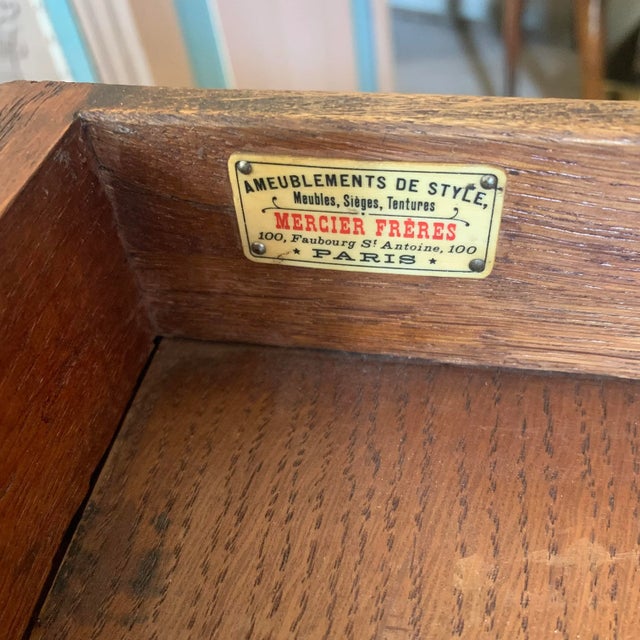 AMEUBLEMENTS DE STYLE,
Meubles, Sièges, Tentures
MERCIER FRÈRES
100, Faubourg St Antoine, 100
★ PARIS ★